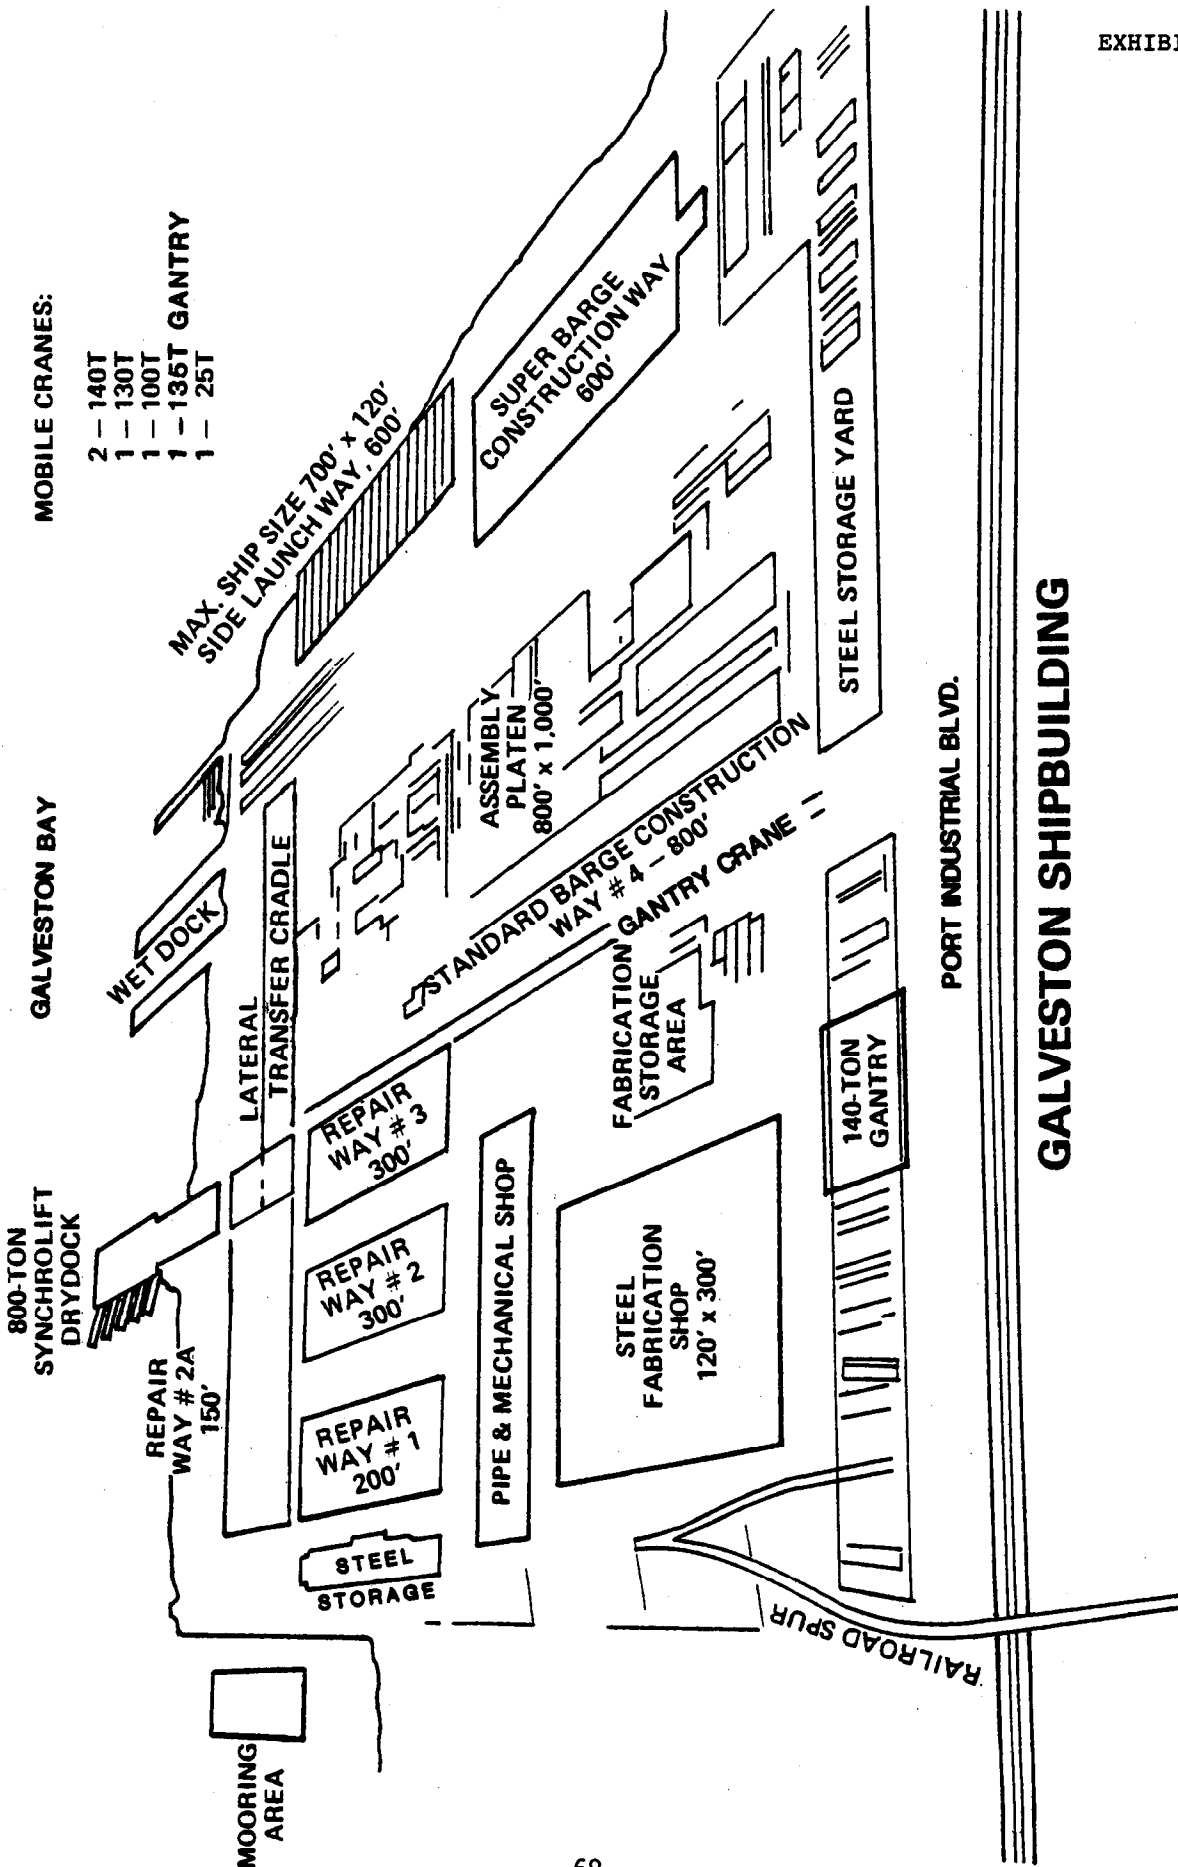 EXHIBI
800-TON
SYNCHROLIFT
DRYDOCK
GALVESTON BAY
MOBILE CRANES:
2 – 140T
1 – 130T
1 – 100T
1 – 135T GANTRY
1 – 25T
MOORING
AREA
REPAIR
WAY # 2A
150'
WET DOCK
MAX. SHIP SIZE 700' x 120'
SIDE LAUNCH WAY, 600'
LATERAL
TRANSFER CRADLE
STEEL
STORAGE
REPAIR
WAY # 1
200'
REPAIR
WAY # 2
300'
REPAIR
WAY # 3
300'
STANDARD BARGE CONSTRUCTION
WAY # 4 – 800'
GANTRY CRANE
ASSEMBLY
PLATEN
800' x 1,000'
SUPER BARGE
CONSTRUCTION WAY
600'
PIPE & MECHANICAL SHOP
STEEL
FABRICATION
SHOP
120' x 300'
FABRICATION
STORAGE
AREA
140-TON
GANTRY
STEEL STORAGE YARD
RAILROAD SPUR
PORT INDUSTRIAL BLVD.
GALVESTON SHIPBUILDING